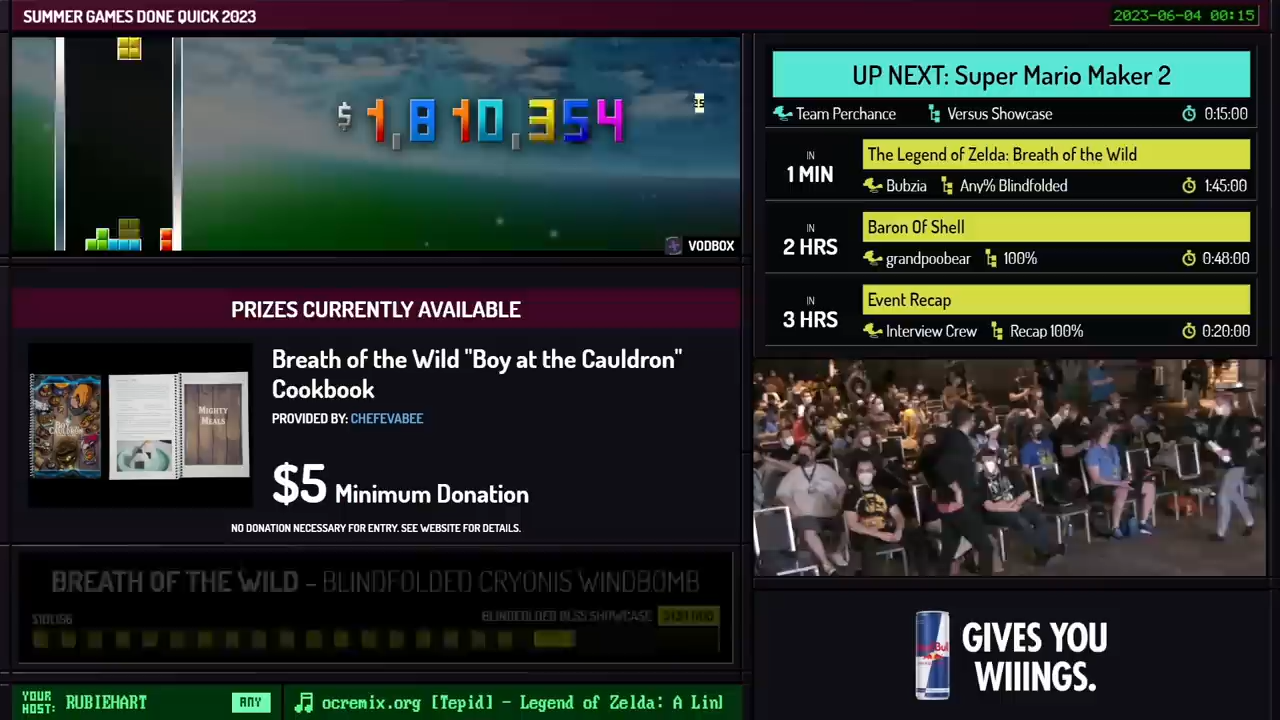 SUMMER GAMES DONE QUICK 2023
2023-06-04 00:15
$1,810,354
VODBOX
UP NEXT: Super Mario Maker 2
Team Perchance
Versus Showcase
0:15:00
IN
1 MIN
The Legend of Zelda: Breath of the Wild
Bubzia
Any% Blindfolded
1:45:00
IN
2 HRS
Baron Of Shell
grandpoobear
100%
0:48:00
IN
3 HRS
Event Recap
Interview Crew
Recap 100%
0:20:00
PRIZES CURRENTLY AVAILABLE
Breath of the Wild "Boy at the Cauldron"
Cookbook
PROVIDED BY: CHEFEVABEE
$5 Minimum Donation
NO DONATION NECESSARY FOR ENTRY. SEE WEBSITE FOR DETAILS.
MIGHTY
MEALS
BREATH OF THE WILD – BLINDFOLDED CRYONIS WINDBOMB
BLINDFOLDED BLSS SHOWCASE
YOUR
HOST:
RUBIEHART
ANY
ocremix.org [Tepid] – Legend of Zelda: A Linl
Red Bull
GIVES YOU
WIIINGS.